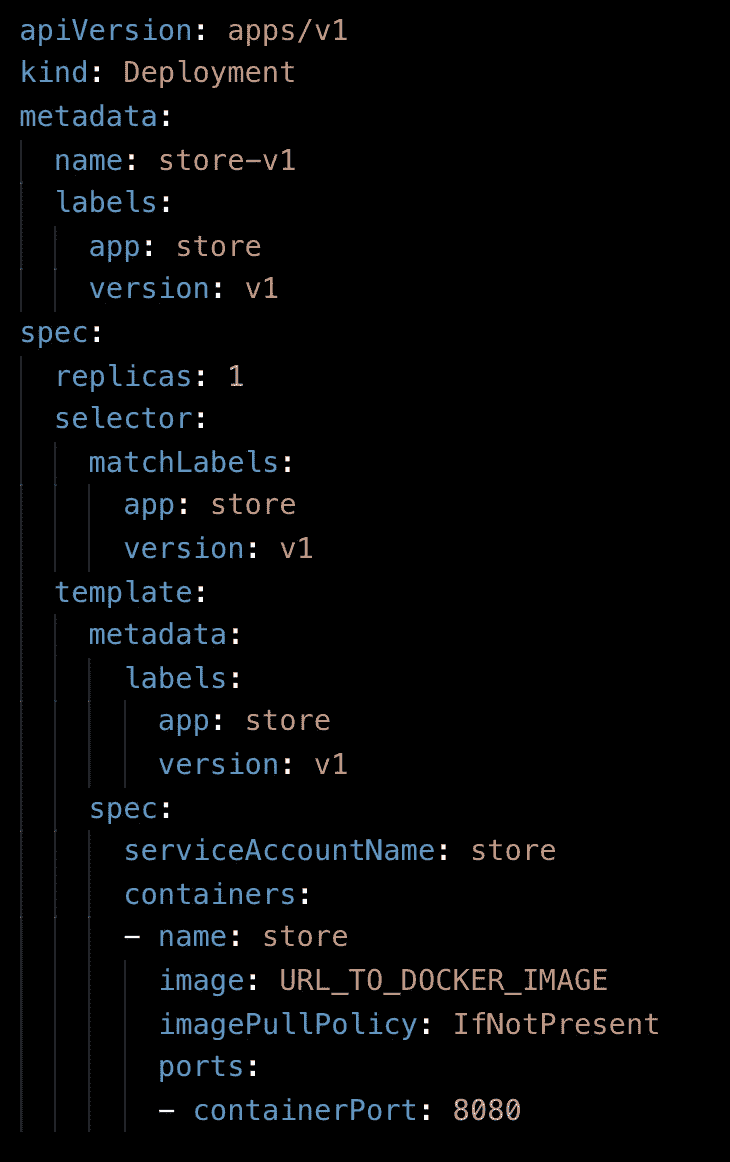 apiVersion: apps/v1
kind: Deployment
metadata:
  name: store-v1
  labels:
    app: store
    version: v1
spec:
  replicas: 1
  selector:
    matchLabels:
      app: store
      version: v1
  template:
    metadata:
      labels:
        app: store
        version: v1
    spec:
      serviceAccountName: store
      containers:
      - name: store
        image: URL_TO_DOCKER_IMAGE
        imagePullPolicy: IfNotPresent
        ports:
        - containerPort: 8080